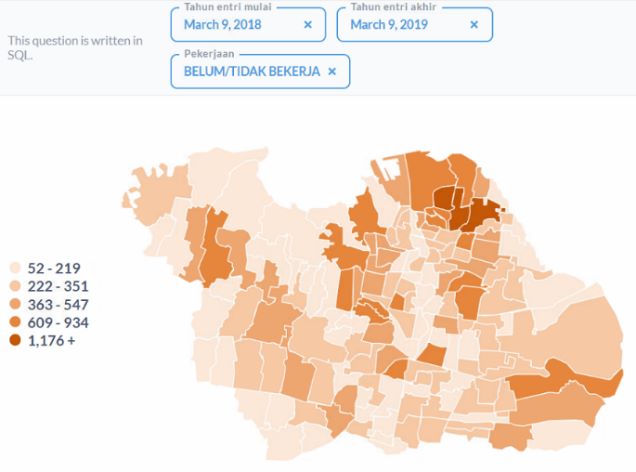 This question is written in
SQL.
Tahun entri mulai
March 9, 2018 ×
Tahun entri akhir
March 9, 2019 ×
Pekerjaan
BELUM/TIDAK BEKERJA ×
52 - 219
222 - 351
363 - 547
609 - 934
1,176 +